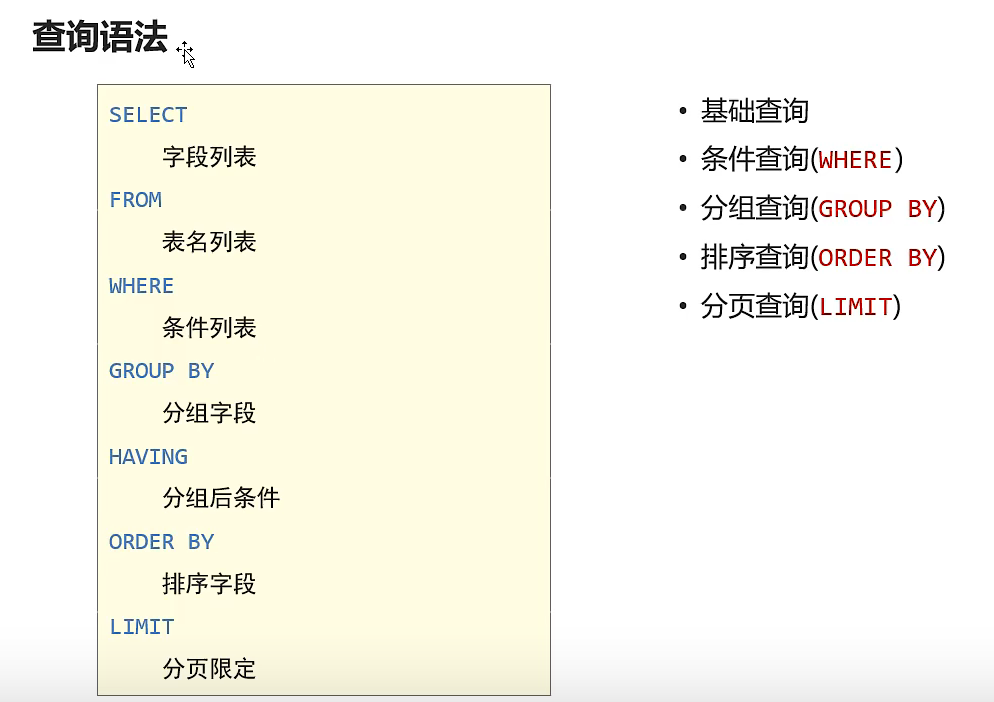 查询语法
SELECT
字段列表
FROM
表名列表
WHERE
条件列表
GROUP BY
分组字段
HAVING
分组后条件
ORDER BY
排序字段
LIMIT
分页限定
• 基础查询
• 条件查询(WHERE)
• 分组查询(GROUP BY)
• 排序查询(ORDER BY)
• 分页查询(LIMIT)